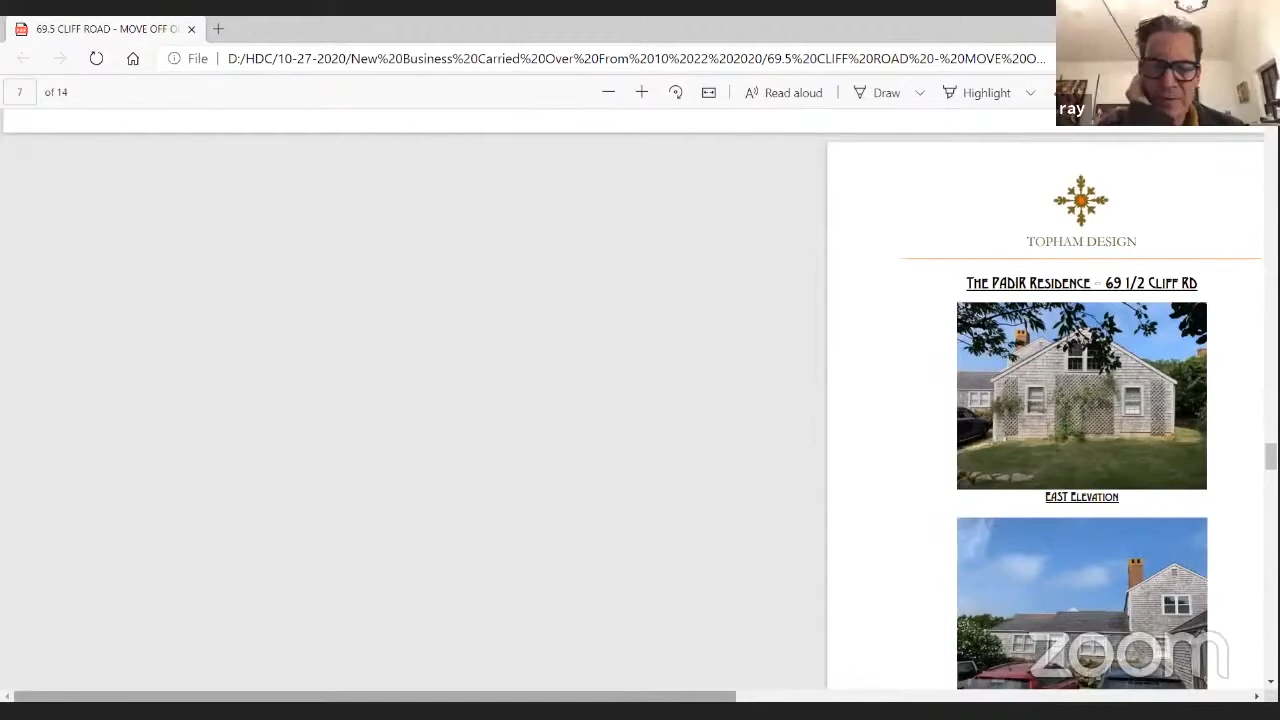 69.5 CLIFF ROAD - MOVE OFF O
File
D:/HDC/10-27-2020/New%20Business%20Carried%20Over%20From%2010%2022%202020/69.5%20CLIFF%20ROAD%20-%20MOVE%20O...
7 of 14
Read aloud
Draw
Highlight
ray
TOPHAM DESIGN
THE PADIR RESIDENCE – 69 1/2 CLIFF RD
EAST ELEVATION
zoom